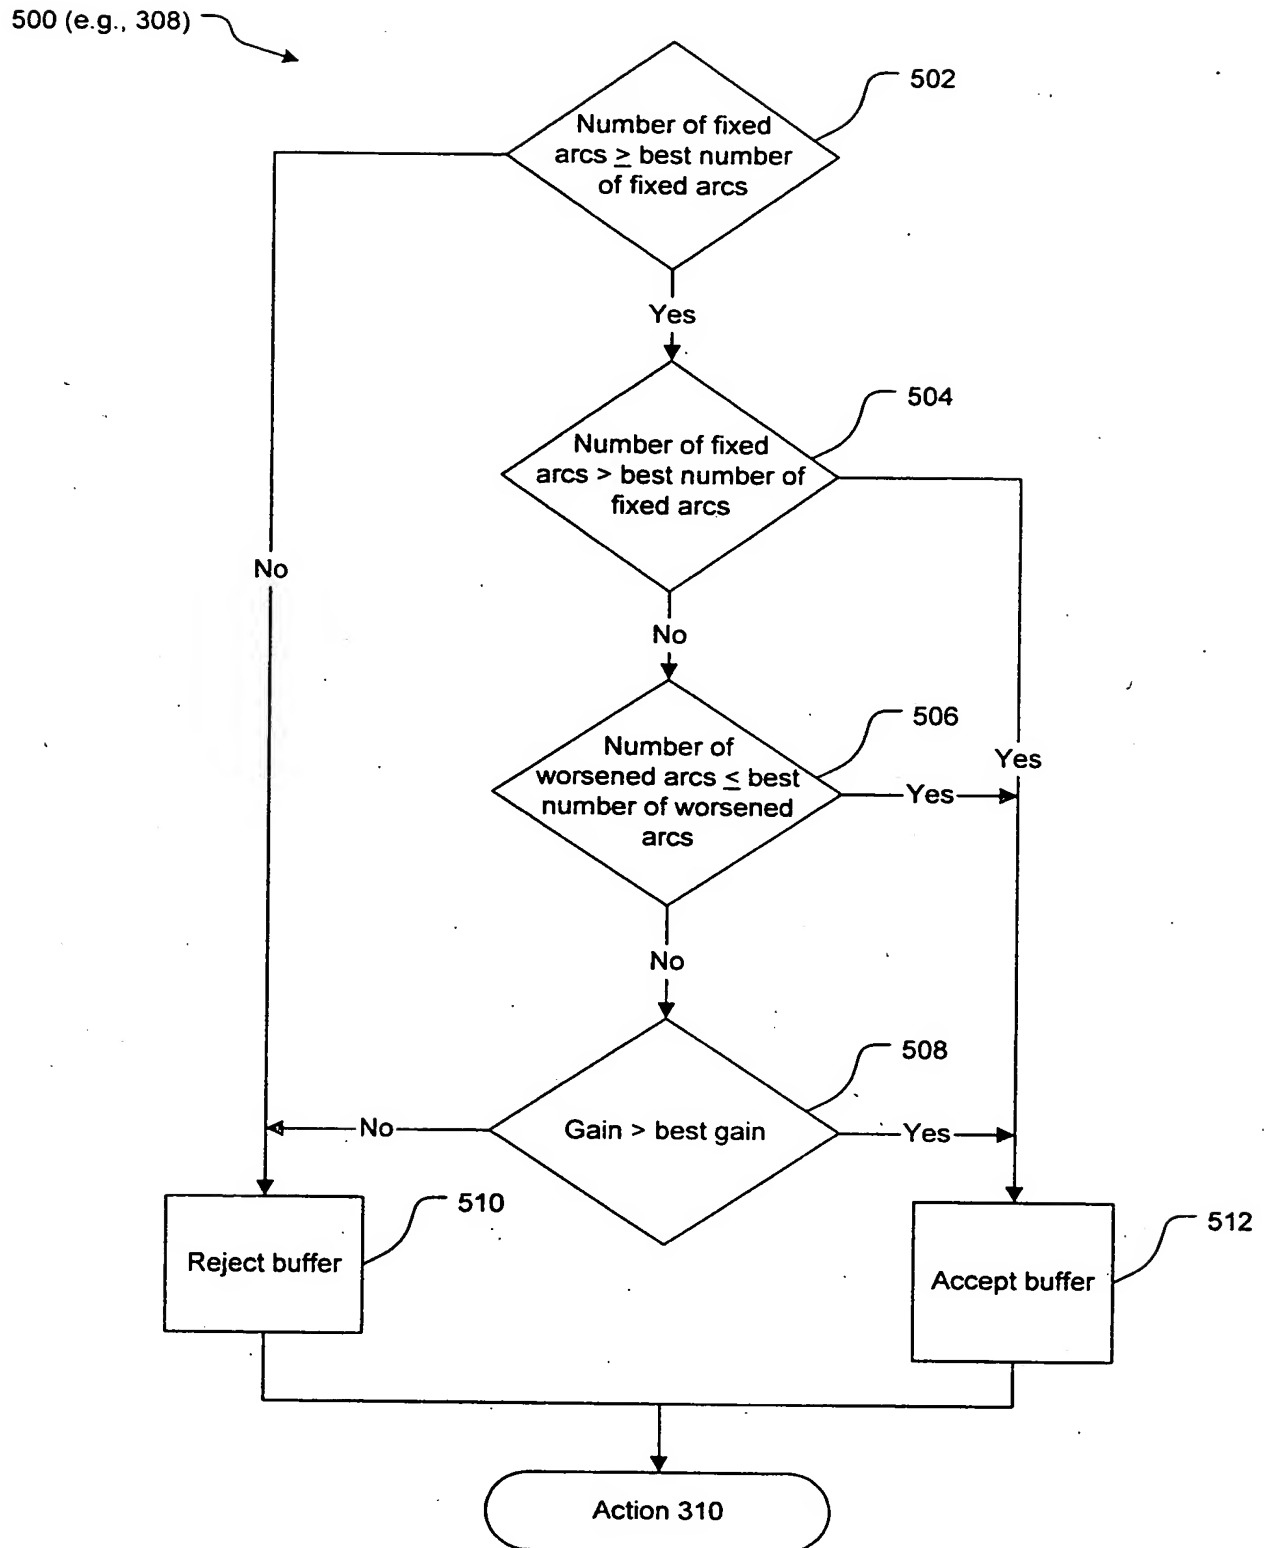 500 (e.g., 308)
502
Number of fixed
arcs ≥ best number
of fixed arcs
Yes
504
Number of fixed
arcs > best number of
fixed arcs
No
No
506
Number of
worsened arcs ≤ best
number of worsened
arcs
Yes
Yes
No
508
Gain > best gain
No
Yes
510
Reject buffer
512
Accept buffer
Action 310